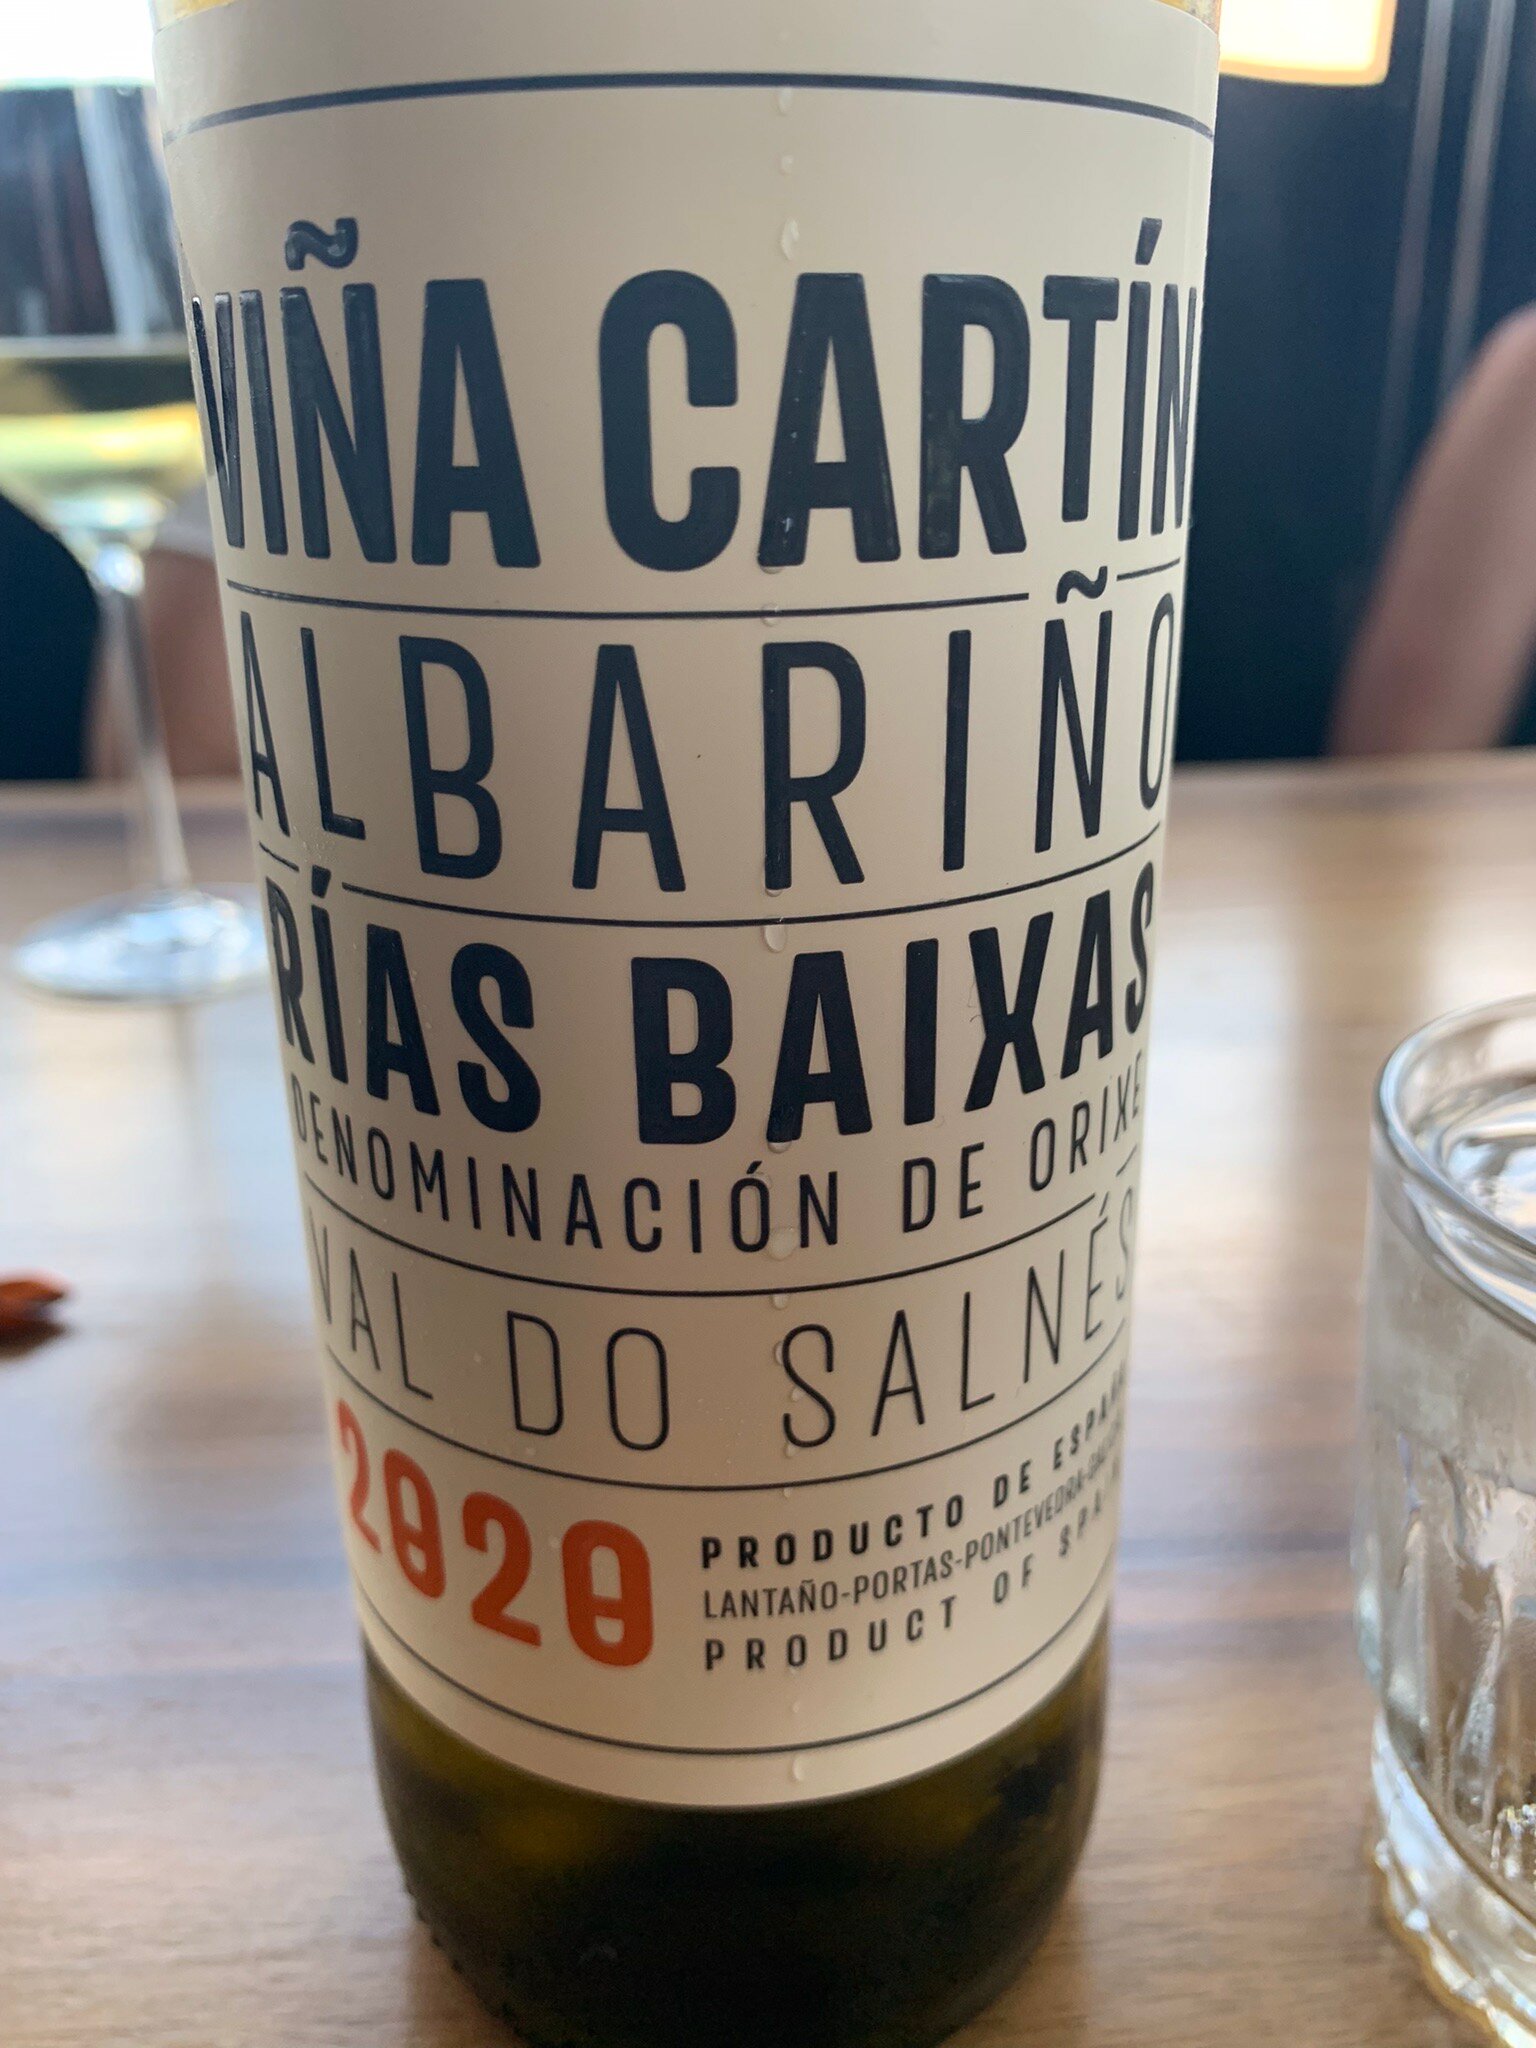 VIÑA CARTÍN
ALBARIÑO
RÍAS BAIXAS
DENOMINACIÓN DE ORIXE
VAL DO SALNÉS
2020
PRODUCTO DE ESPAÑA
LANTAÑO-PORTAS-PONTEVEDRA-GALICIA
PRODUCT OF SPAIN